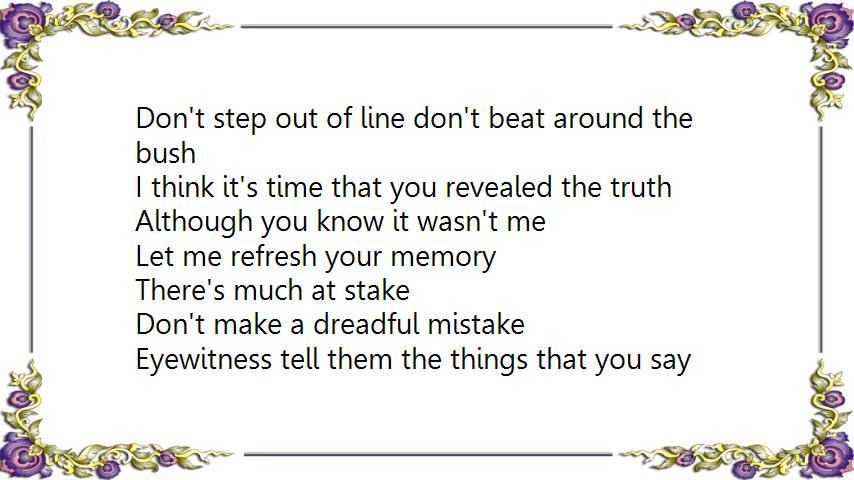 Don't step out of line don't beat around the
bush
I think it's time that you revealed the truth
Although you know it wasn't me
Let me refresh your memory
There's much at stake
Don't make a dreadful mistake
Eyewitness tell them the things that you say